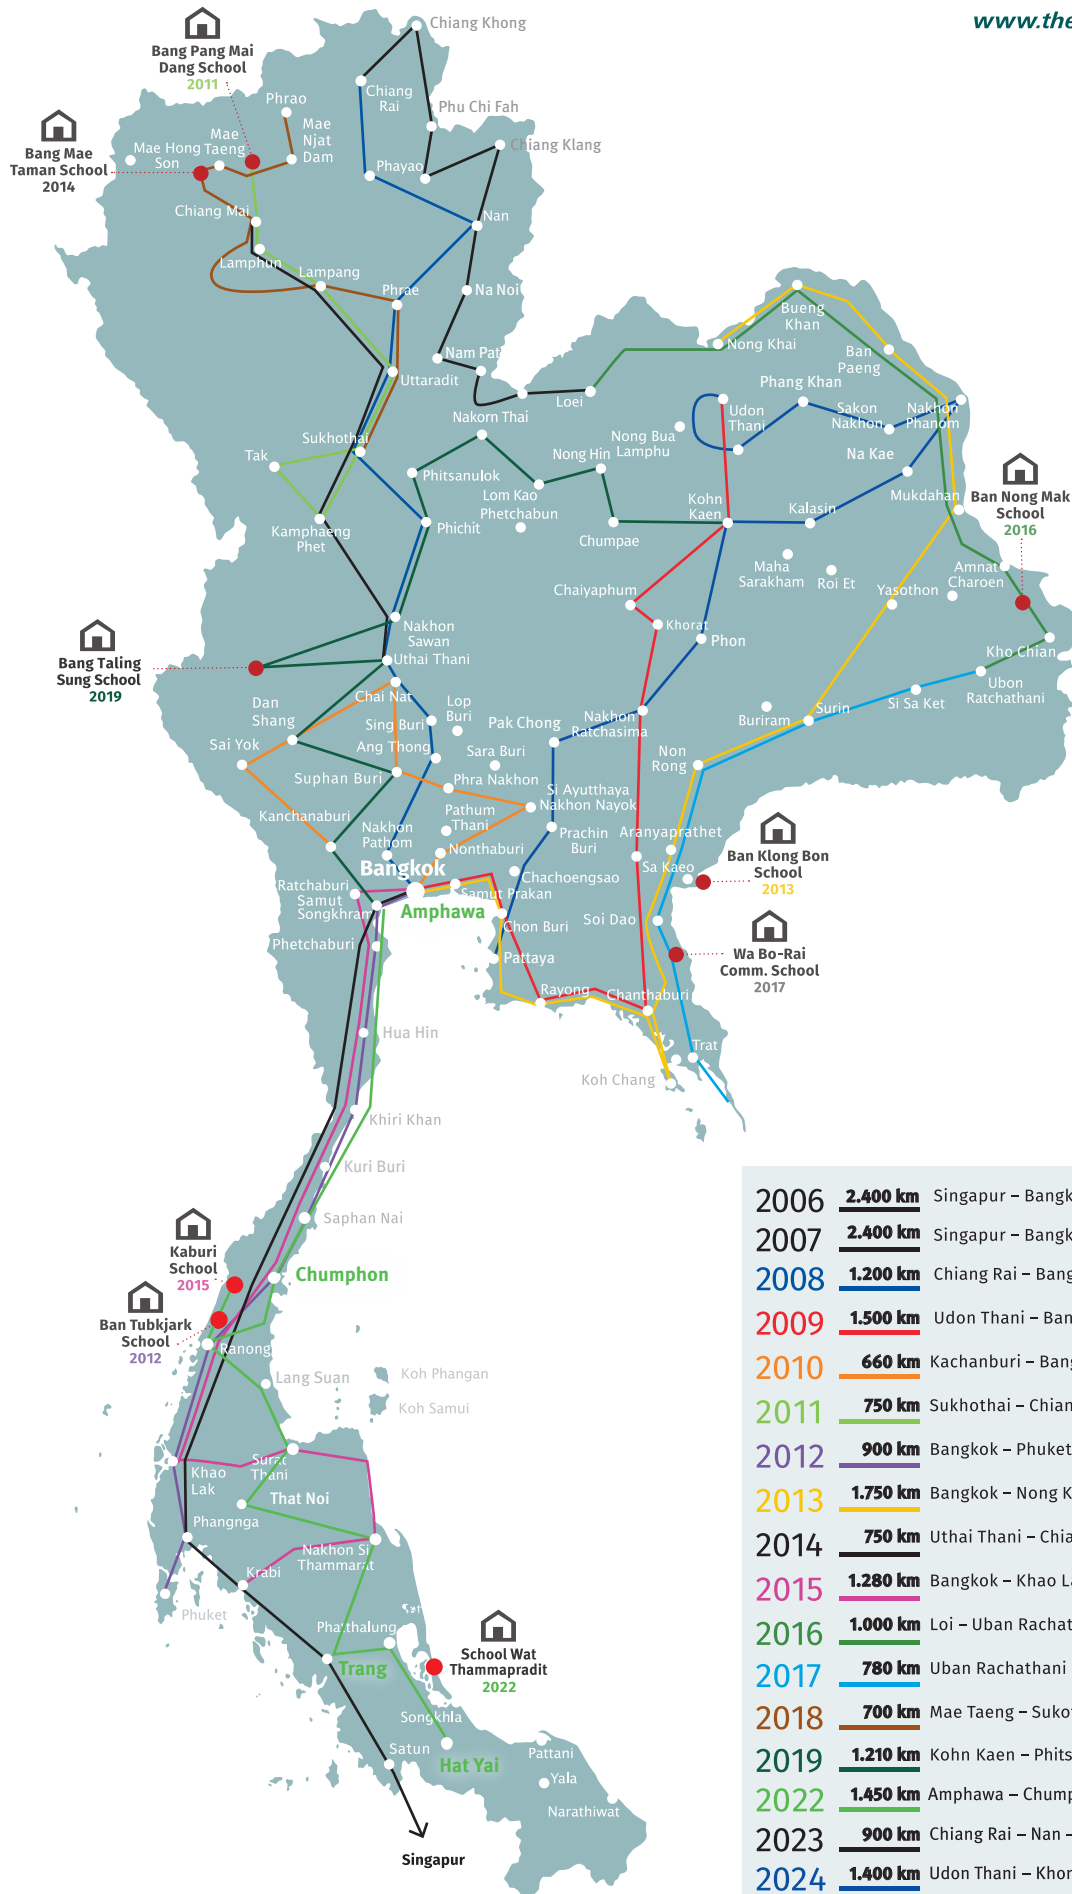 www.the
Chiang Khong
Bang Pang Mai
Dang School
2011
Chiang
Rai
Phu Chi Fah
Phrao
Mae
Njat
Dam
Mae
Taeng
Mae Hong
Son
Bang Mae
Taman School
2014
Chiang Klang
Phayao
Chiang Mai
Nan
Lamphun
Lampang
Phrae
Na Noi
Bueng
Khan
Nong Khai
Ban
Paeng
Nam Pat
Uttaradit
Loei
Phang Khan
Udon
Thani
Sakon
Nakhon
Nakhon
Phanom
Nakorn Thai
Nong Bua
Lamphu
Sukhothai
Tak
Nong Hin
Na Kae
Phitsanulok
Lom Kao
Phetchabun
Kohn
Kaen
Mukdahan
Ban Nong Mak
School
2016
Kalasin
Kamphaeng
Phet
Phichit
Chumpae
Maha
Sarakham
Roi Et
Amnat
Charoen
Chaiyaphum
Yasothon
Nakhon
Sawan
Khorat
Phon
Kho Chian
Bang Taling
Sung School
2019
Uthai Thani
Ubon
Ratchathani
Chai Nat
Si Sa Ket
Dan
Shang
Sing Buri
Lop
Buri
Nakhon
Ratchasima
Buriram
Surin
Sai Yok
Ang Thong
Pak Chong
Non
Rong
Sara Buri
Suphan Buri
Phra Nakhon
Si Ayutthaya
Nakhon Nayok
Kanchanaburi
Pathum
Thani
Nakhon
Pathom
Nonthaburi
Prachin
Buri
Aranyaprathet
Ban Klong Bon
School
2013
Bangkok
Sa Kaeo
Chachoengsao
Ratchaburi
Samut
Songkhram
Samut Prakan
Amphawa
Chon Buri
Soi Dao
Phetchaburi
Pattaya
Wa Bo-Rai
Comm. School
2017
Rayong
Chanthaburi
Hua Hin
Trat
Koh Chang
Khiri Khan
Kuri Buri
Saphan Nai
Kaburi
School
2015
Chumphon
Ban Tubkjark
School
2012
Ranong
Lang Suan
Koh Phangan
Koh Samui
Surat
Thani
Khao
Lak
That Noi
Phangnga
Nakhon Si
Thammarat
Krabi
Phuket
Phatthalung
School Wat
Thammapradit
2022
Trang
Songkhla
Satun
Hat Yai
Pattani
Yala
Narathiwat
Singapur
2006 2.400 km Singapur – Bangk
2007 2.400 km Singapur – Bangk
2008 1.200 km Chiang Rai – Bang
2009 1.500 km Udon Thani – Ban
2010 660 km Kachanburi – Bang
2011 750 km Sukhothai – Chian
2012 900 km Bangkok – Phuket
2013 1.750 km Bangkok – Nong K
2014 750 km Uthai Thani – Chia
2015 1.280 km Bangkok – Khao La
2016 1.000 km Loi – Uban Rachat
2017 780 km Uban Rachathani
2018 700 km Mae Taeng – Suko
2019 1.210 km Kohn Kaen – Phits
2022 1.450 km Amphawa – Chump
2023 900 km Chiang Rai – Nan –
2024 1.400 km Udon Thani – Khon